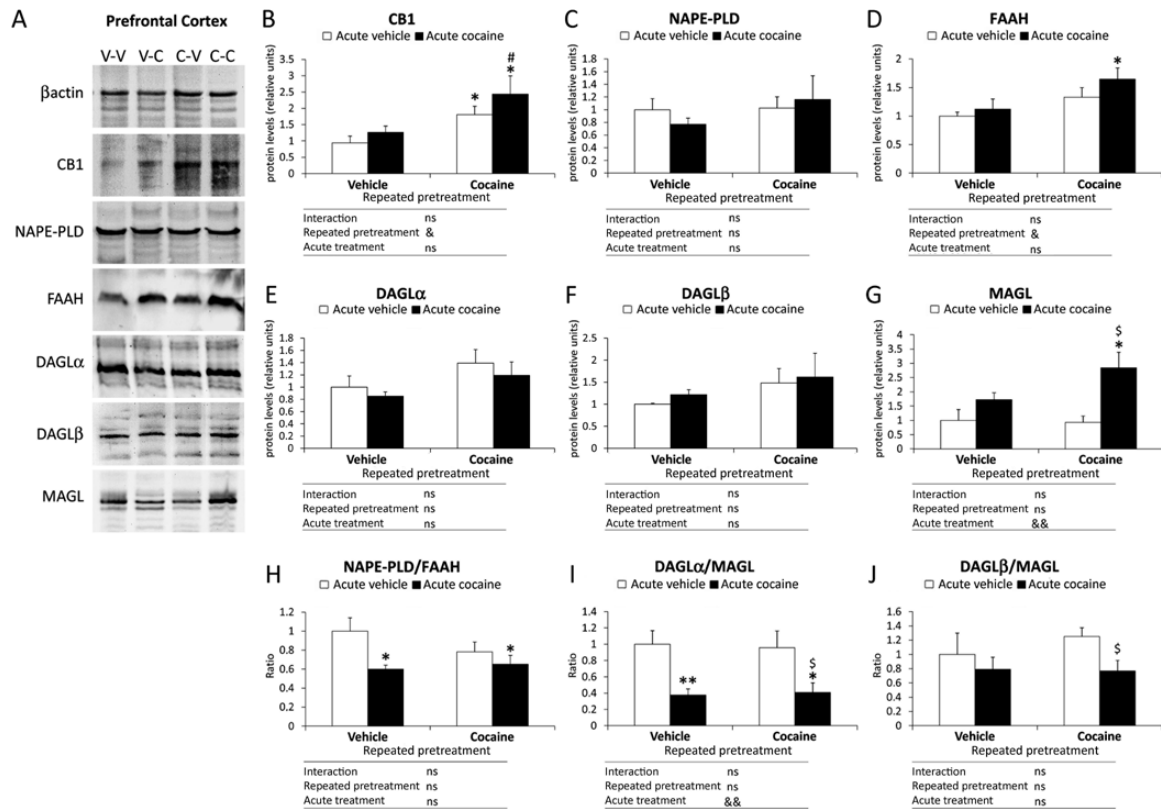 A
Prefrontal Cortex
V-V V-C C-V C-C
βactin
CB1
NAPE-PLD
FAAH
DAGLα
DAGLβ
MAGL
B
CB1
Acute vehicle Acute cocaine
protein levels (relative units)
3
2.5
2
1.5
1
0.5
0
*
#
*
Vehicle Cocaine
Repeated pretreatment
Interaction ns
Repeated pretreatment &
Acute treatment ns
C
NAPE-PLD
Acute vehicle Acute cocaine
protein levels (relative units)
1.8
1.6
1.4
1.2
1
0.8
0.6
0.4
0.2
0
Vehicle Cocaine
Repeated pretreatment
Interaction ns
Repeated pretreatment ns
Acute treatment ns
D
FAAH
Acute vehicle Acute cocaine
protein levels (relative units)
2
1.8
1.6
1.4
1.2
1
0.8
0.6
0.4
0.2
0
*
Vehicle Cocaine
Repeated pretreatment
Interaction ns
Repeated pretreatment &
Acute treatment ns
E
DAGLα
Acute vehicle Acute cocaine
protein levels (relative units)
1.8
1.6
1.4
1.2
1
0.8
0.6
0.4
0.2
0
Vehicle Cocaine
Repeated pretreatment
Interaction ns
Repeated pretreatment ns
Acute treatment ns
F
DAGLβ
Acute vehicle Acute cocaine
protein levels (relative units)
2.5
2
1.5
1
0.5
0
Vehicle Cocaine
Repeated pretreatment
Interaction ns
Repeated pretreatment ns
Acute treatment ns
G
MAGL
Acute vehicle Acute cocaine
protein levels (relative units)
4
3.5
3
2.5
2
1.5
1
0.5
0
$
*
Vehicle Cocaine
Repeated pretreatment
Interaction ns
Repeated pretreatment ns
Acute treatment &&
H
NAPE-PLD/FAAH
Acute vehicle Acute cocaine
Ratio
1.2
1
0.8
0.6
0.4
0.2
0
*
*
Vehicle Cocaine
Repeated pretreatment
Interaction ns
Repeated pretreatment ns
Acute treatment ns
I
DAGLα/MAGL
Acute vehicle Acute cocaine
Ratio
1.4
1.2
1
0.8
0.6
0.4
0.2
0
**
$
*
Vehicle Cocaine
Repeated pretreatment
Interaction ns
Repeated pretreatment ns
Acute treatment &&
J
DAGLβ/MAGL
Acute vehicle Acute cocaine
Ratio
1.6
1.4
1.2
1
0.8
0.6
0.4
0.2
0
$
Vehicle Cocaine
Repeated pretreatment
Interaction ns
Repeated pretreatment ns
Acute treatment ns